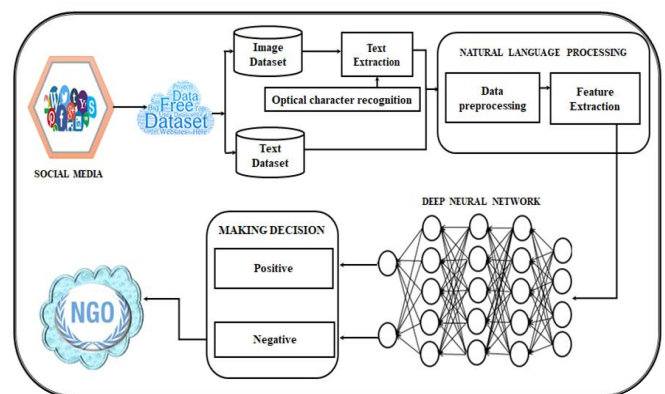 Image
Dataset
Text
Extraction
NATURAL LANGUAGE PROCESSING
Data
preprocessing
Feature
Extraction
Optical character recognition
Data
Free
Dataset
Text
Dataset
SOCIAL MEDIA
DEEP NEURAL NETWORK
MAKING DECISION
Positive
Negative
NGO